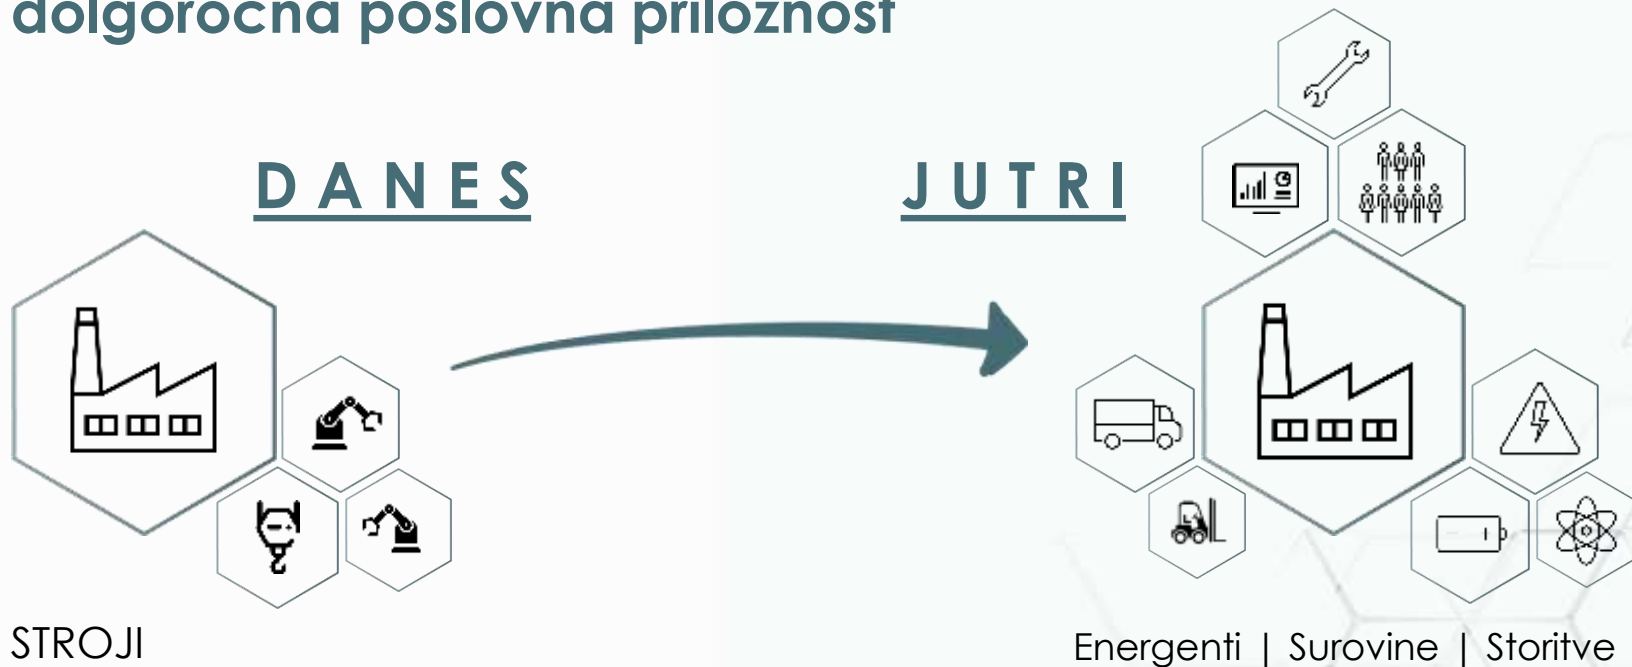 dolgoročna poslovna priložnost
DANES
JUTRI
STROJI
Energenti | Surovine | Storitve